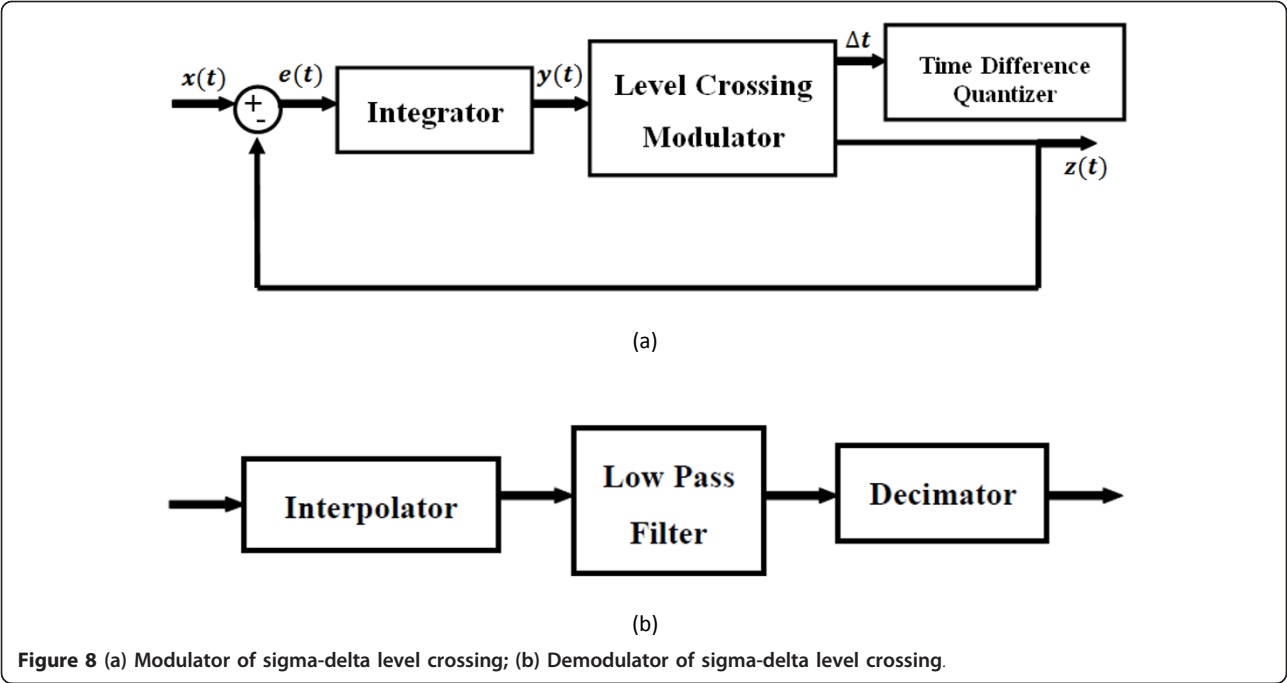 x(t)
+
-
e(t)
Integrator
y(t)
Level Crossing
Modulator
Δt
Time Difference
Quantizer
z(t)
(a)
Interpolator
Low Pass
Filter
Decimator
(b)
Figure 8 (a) Modulator of sigma-delta level crossing; (b) Demodulator of sigma-delta level crossing.